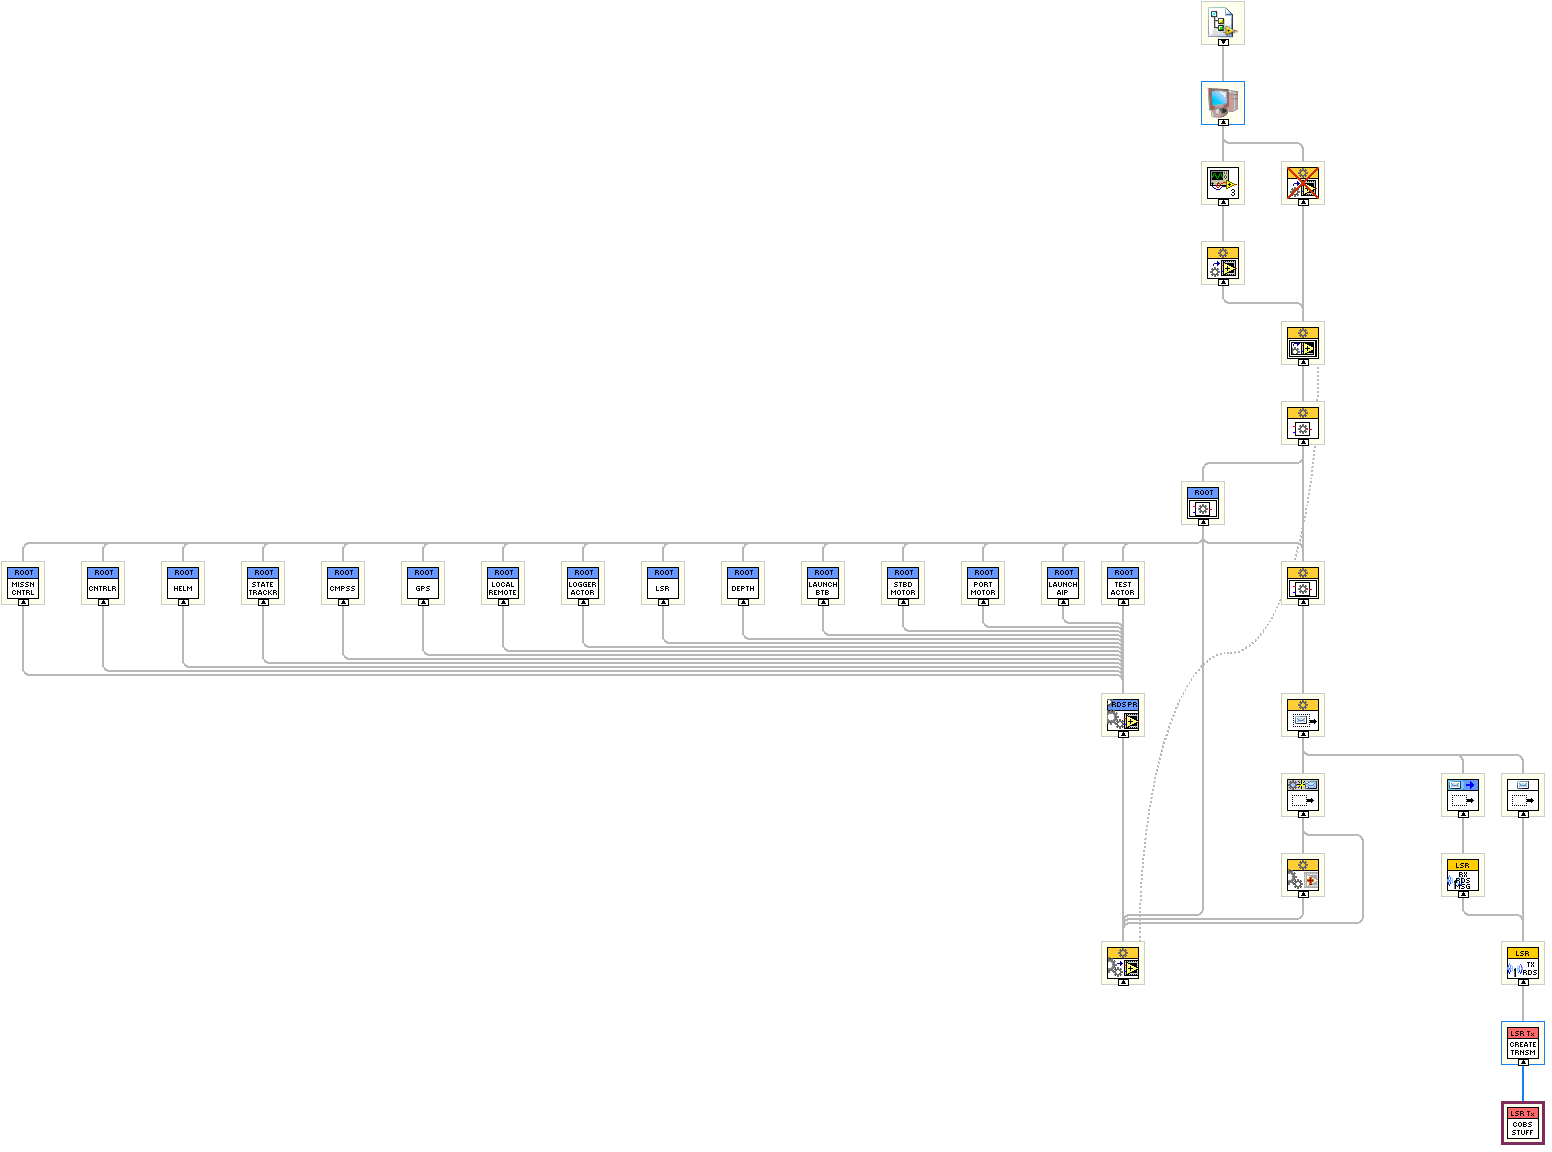 3
ROOT
ROOT
MISSN
CNTRL
ROOT
CNTRLR
ROOT
HELM
ROOT
STATE
TRACKR
ROOT
CMPSS
ROOT
GPS
ROOT
LOCAL
REMOTE
ROOT
LOGGER
ACTOR
ROOT
LSR
ROOT
DEPTH
ROOT
LAUNCH
BTB
ROOT
STBD
MOTOR
ROOT
PORT
MOTOR
ROOT
LAUNCH
AIP
ROOT
TEST
ACTOR
RDSPR
LSR
RX
RDS
MSG
LSR
TX
RDS
LSR Tx
CREATE
TRNSM
LSR Tx
COBS
STUFF